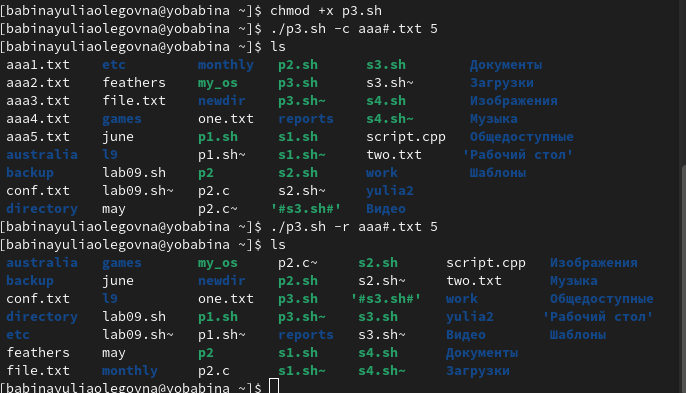 [babinayuliaolegovna@yobabina ~]$ chmod +x p3.sh
[babinayuliaolegovna@yobabina ~]$ ./p3.sh -c aaa#.txt 5
[babinayuliaolegovna@yobabina ~]$ ls
aaa1.txt etc monthly p2.sh s3.sh Документы
aaa2.txt feathers my_os p3.sh s3.sh~ Загрузки
aaa3.txt file.txt newdir p3.sh~ s4.sh Изображения
aaa4.txt games one.txt reports s4.sh~ Музыка
aaa5.txt june p1.sh s1.sh script.cpp Общедоступные
australia l9 p1.sh~ s1.sh~ two.txt 'Рабочий стол'
backup lab09.sh p2 s2.sh work Шаблоны
conf.txt lab09.sh~ p2.c s2.sh~ yulia2
directory may p2.c~ '#s3.sh#' Видео
[babinayuliaolegovna@yobabina ~]$ ./p3.sh -r aaa#.txt 5
[babinayuliaolegovna@yobabina ~]$ ls
australia games my_os p2.c~ s2.sh script.cpp Изображения
backup june newdir p2.sh s2.sh~ two.txt Музыка
conf.txt l9 one.txt p3.sh '#s3.sh#' work Общедоступные
directory lab09.sh p1.sh p3.sh~ s3.sh yulia2 'Рабочий стол'
etc lab09.sh~ p1.sh~ reports s3.sh~ Видео Шаблоны
feathers may p2 s1.sh s4.sh Документы
file.txt monthly p2.c s1.sh~ s4.sh~ Загрузки
[babinayuliaolegovna@yobabina ~]$